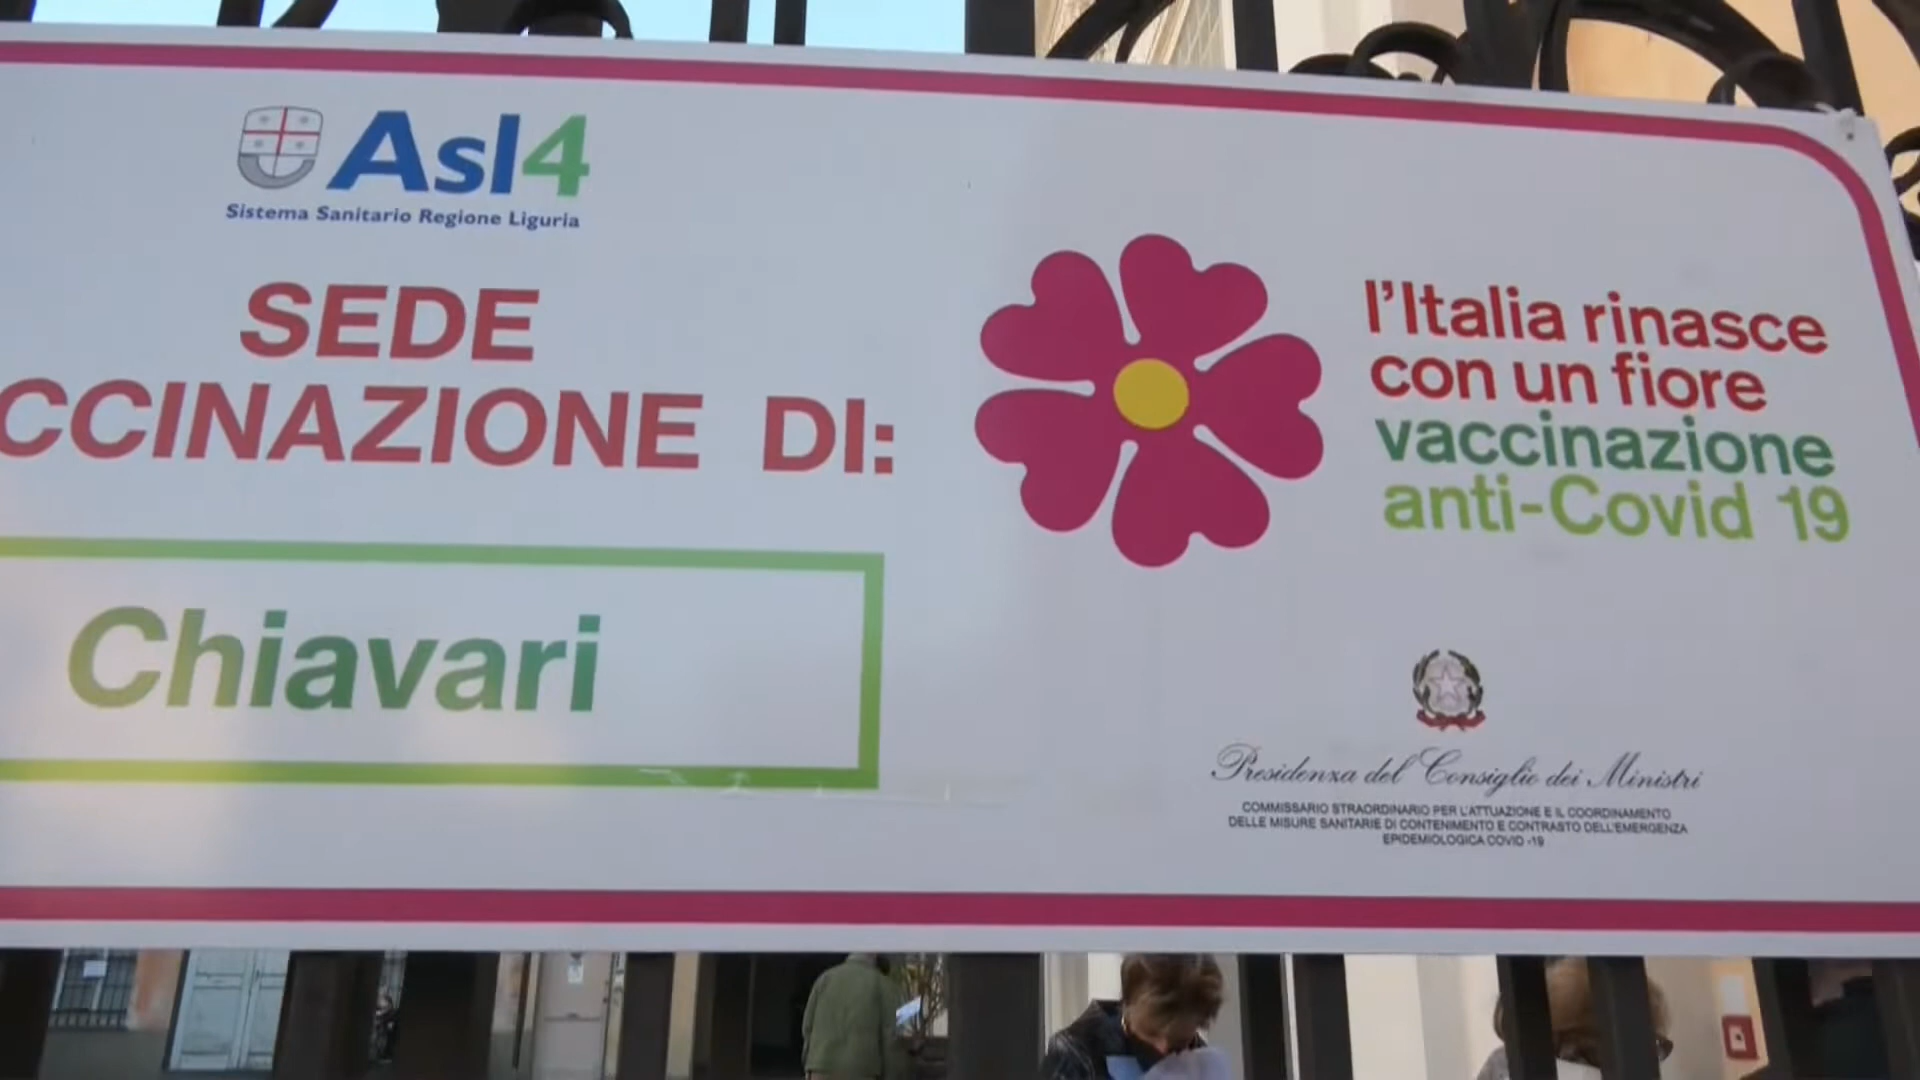 Asl4
Sistema Sanitario Regione Liguria
SEDE
CCINAZIONE DI:
Chiavari
l'Italia rinasce
con un fiore
vaccinazione
anti-Covid 19
Presidenza del Consiglio dei Ministri
COMMISSARIO STRAORDINARIO PER L'ATTUAZIONE E IL COORDINAMENTO
DELLE MISURE SANITARIE DI CONTENIMENTO E CONTRASTO DELL'EMERGENZA
EPIDEMIOLOGICA COVID -19